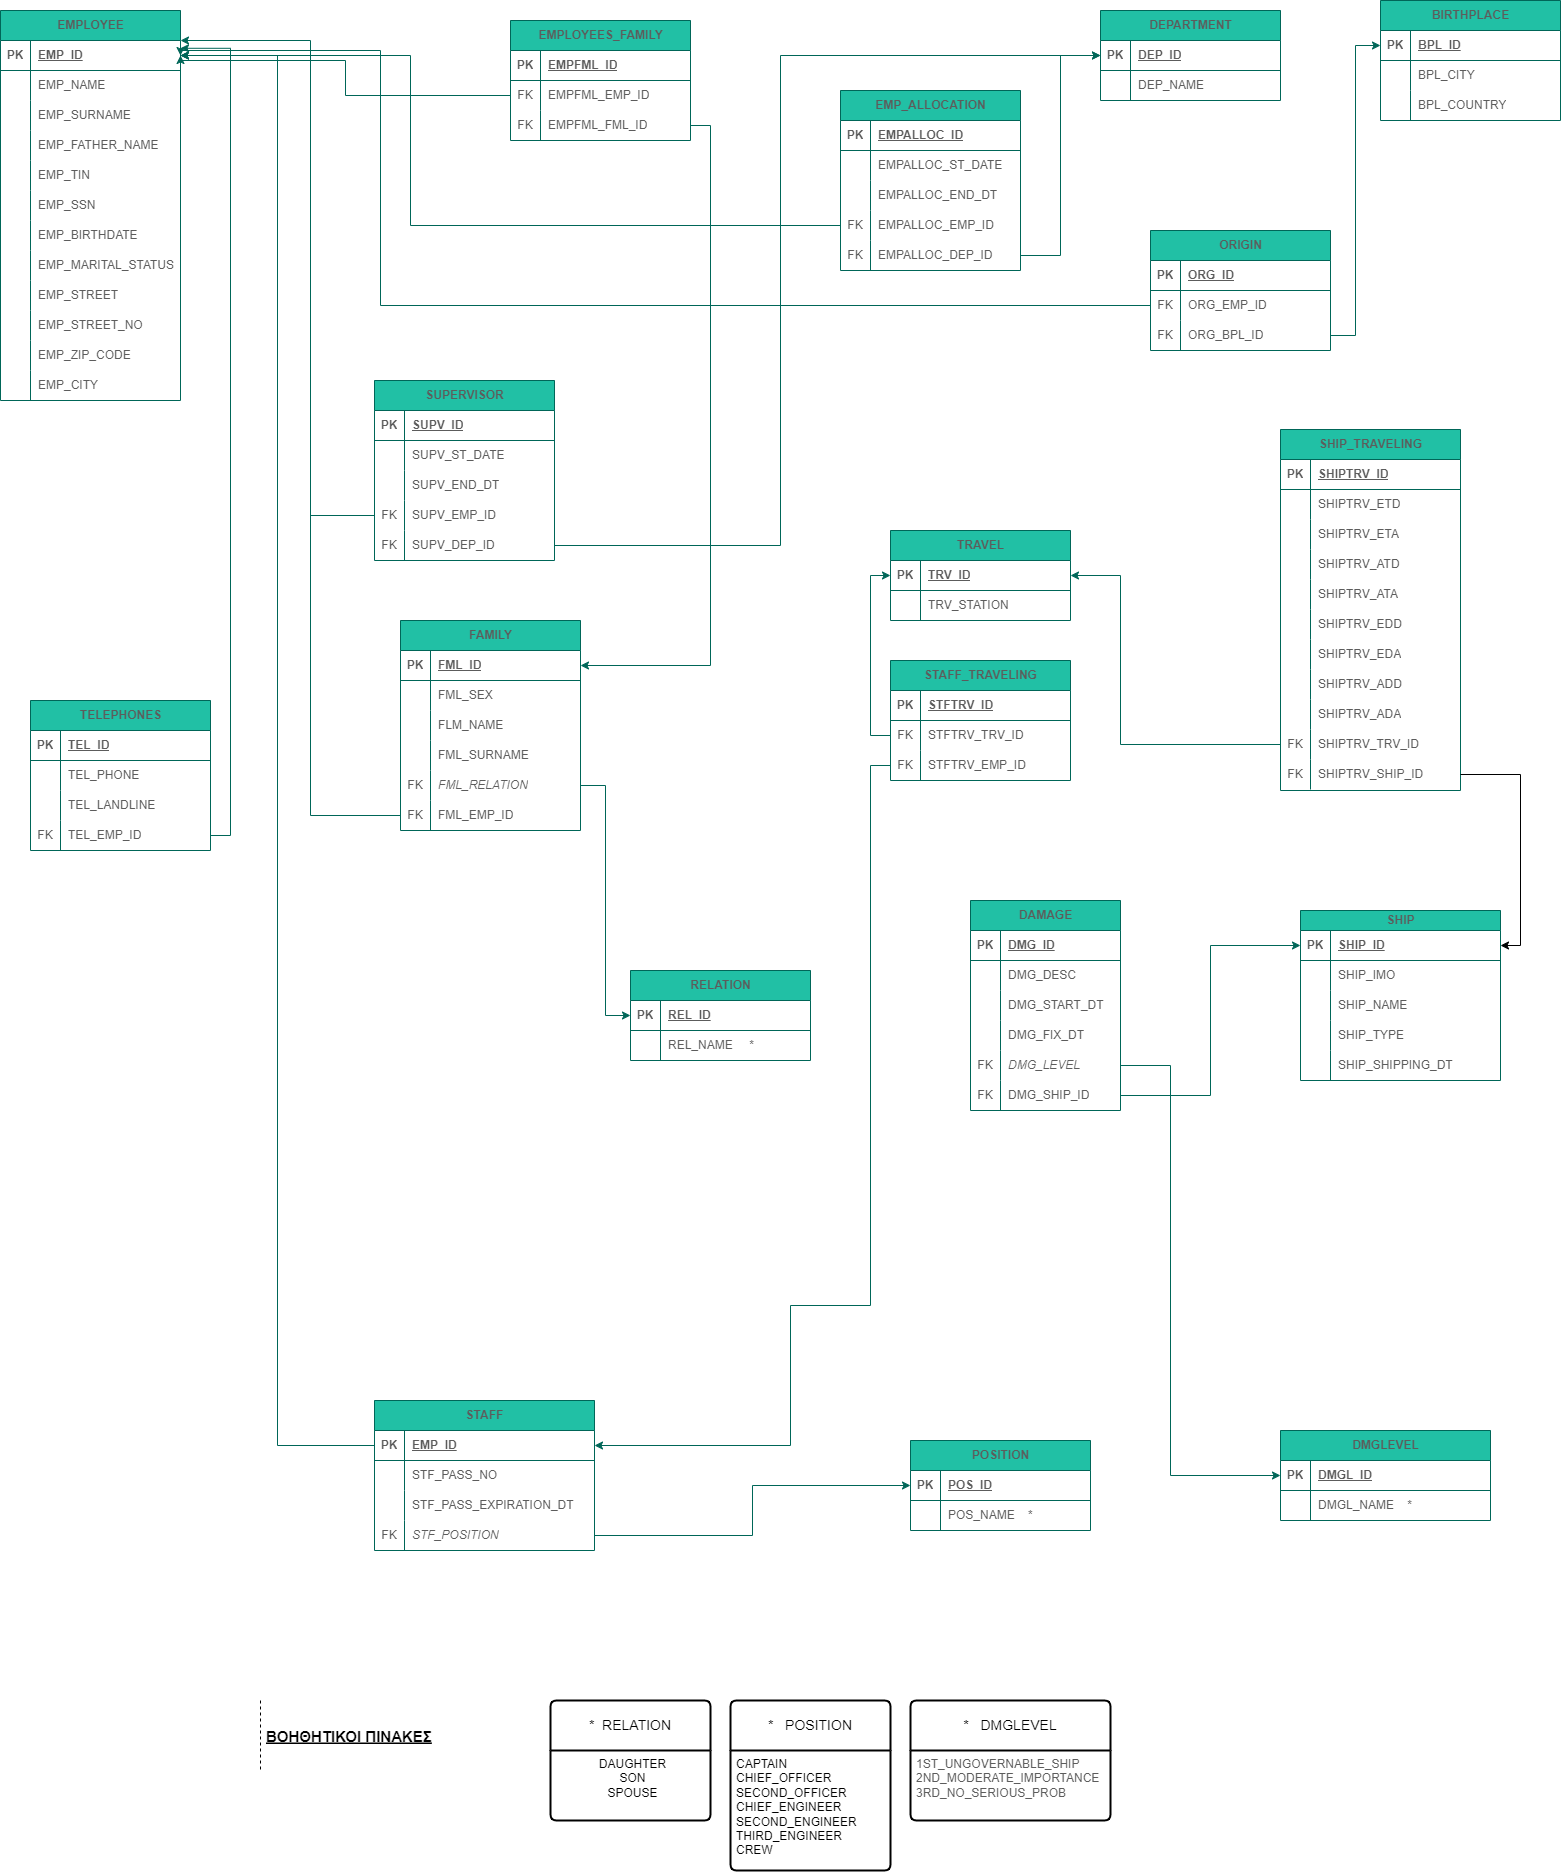 EMPLOYEE
PK EMP_ID
EMP_NAME
EMP_SURNAME
EMP_FATHER_NAME
EMP_TIN
EMP_SSN
EMP_BIRTHDATE
EMP_MARITAL_STATUS
EMP_STREET
EMP_STREET_NO
EMP_ZIP_CODE
EMP_CITY
EMPLOYEES_FAMILY
PK EMPFML_ID
FK EMPFML_EMP_ID
FK EMPFML_FML_ID
EMP_ALLOCATION
PK EMPALLOC_ID
EMPALLOC_ST_DATE
EMPALLOC_END_DT
FK EMPALLOC_EMP_ID
FK EMPALLOC_DEP_ID
DEPARTMENT
PK DEP_ID
DEP_NAME
BIRTHPLACE
PK BPL_ID
BPL_CITY
BPL_COUNTRY
ORIGIN
PK ORG_ID
FK ORG_EMP_ID
FK ORG_BPL_ID
SUPERVISOR
PK SUPV_ID
SUPV_ST_DATE
SUPV_END_DT
FK SUPV_EMP_ID
FK SUPV_DEP_ID
SHIP_TRAVELING
PK SHIPTRV_ID
SHIPTRV_ETD
SHIPTRV_ETA
SHIPTRV_ATD
SHIPTRV_ATA
SHIPTRV_EDD
SHIPTRV_EDA
SHIPTRV_ADD
SHIPTRV_ADA
FK SHIPTRV_TRV_ID
FK SHIPTRV_SHIP_ID
TRAVEL
PK TRV_ID
TRV_STATION
STAFF_TRAVELING
PK STFTRV_ID
FK STFTRV_TRV_ID
FK STFTRV_EMP_ID
FAMILY
PK FML_ID
FML_SEX
FLM_NAME
FML_SURNAME
FK FML_RELATION
FK FML_EMP_ID
TELEPHONES
PK TEL_ID
TEL_PHONE
TEL_LANDLINE
FK TEL_EMP_ID
RELATION
PK REL_ID
REL_NAME *
DAMAGE
PK DMG_ID
DMG_DESC
DMG_START_DT
DMG_FIX_DT
FK DMG_LEVEL
FK DMG_SHIP_ID
SHIP
PK SHIP_ID
SHIP_IMO
SHIP_NAME
SHIP_TYPE
SHIP_SHIPPING_DT
STAFF
PK EMP_ID
STF_PASS_NO
STF_PASS_EXPIRATION_DT
FK STF_POSITION
POSITION
PK POS_ID
POS_NAME *
DMGLEVEL
PK DMGL_ID
DMGL_NAME *
ΒΟΗΘΗΤΙΚΟΙ ΠΙΝΑΚΕΣ
* RELATION
DAUGHTER
SON
SPOUSE
* POSITION
CAPTAIN
CHIEF_OFFICER
SECOND_OFFICER
CHIEF_ENGINEER
SECOND_ENGINEER
THIRD_ENGINEER
CREW
* DMGLEVEL
1ST_UNGOVERNABLE_SHIP
2ND_MODERATE_IMPORTANCE
3RD_NO_SERIOUS_PROB